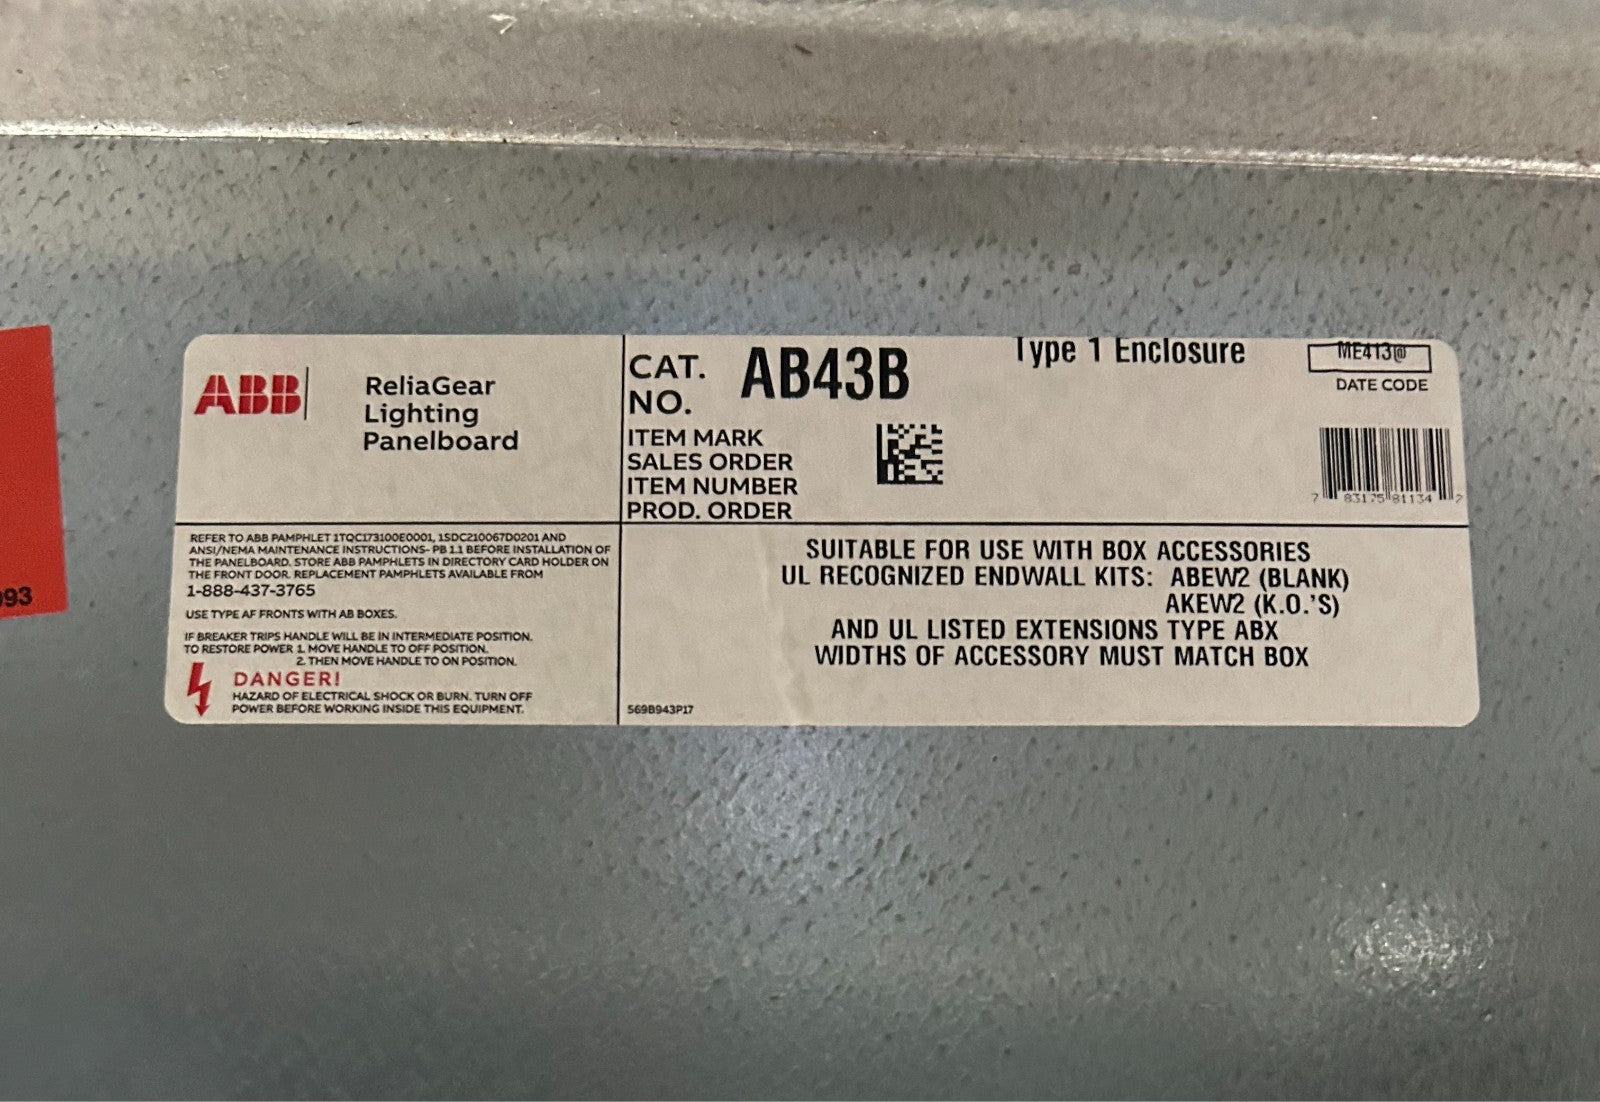 ABB
ReliaGear
Lighting
Panelboard
CAT.
NO.
AB43B
Type 1 Enclosure
ME413@
DATE CODE
ITEM MARK
SALES ORDER
ITEM NUMBER
PROD. ORDER
7 83175 81134 7
REFER TO ABB PAMPHLET 1TQC173100E0001, 1SDC210067D0201 AND
ANSI/NEMA MAINTENANCE INSTRUCTIONS- PB 1.1 BEFORE INSTALLATION OF
THE PANELBOARD. STORE ABB PAMPHLETS IN DIRECTORY CARD HOLDER ON
THE FRONT DOOR. REPLACEMENT PAMPHLETS AVAILABLE FROM
1-888-437-3765
USE TYPE AF FRONTS WITH AB BOXES.
IF BREAKER TRIPS HANDLE WILL BE IN INTERMEDIATE POSITION.
TO RESTORE POWER 1. MOVE HANDLE TO OFF POSITION.
2. THEN MOVE HANDLE TO ON POSITION.
DANGER!
HAZARD OF ELECTRICAL SHOCK OR BURN. TURN OFF
POWER BEFORE WORKING INSIDE THIS EQUIPMENT.
SUITABLE FOR USE WITH BOX ACCESSORIES
UL RECOGNIZED ENDWALL KITS: ABEW2 (BLANK)
AKEW2 (K.O.'S)
AND UL LISTED EXTENSIONS TYPE ABX
WIDTHS OF ACCESSORY MUST MATCH BOX
569B943P17
93